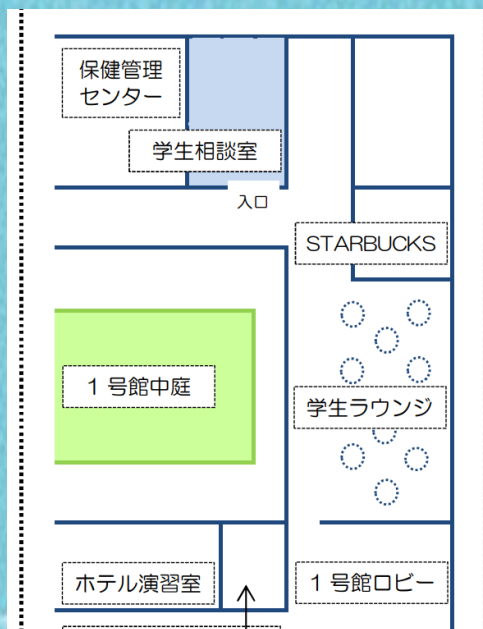 保健管理
センター
学生相談室
入口
STARBUCKS
1号館中庭
学生ラウンジ
ホテル演習室
1号館ロビー